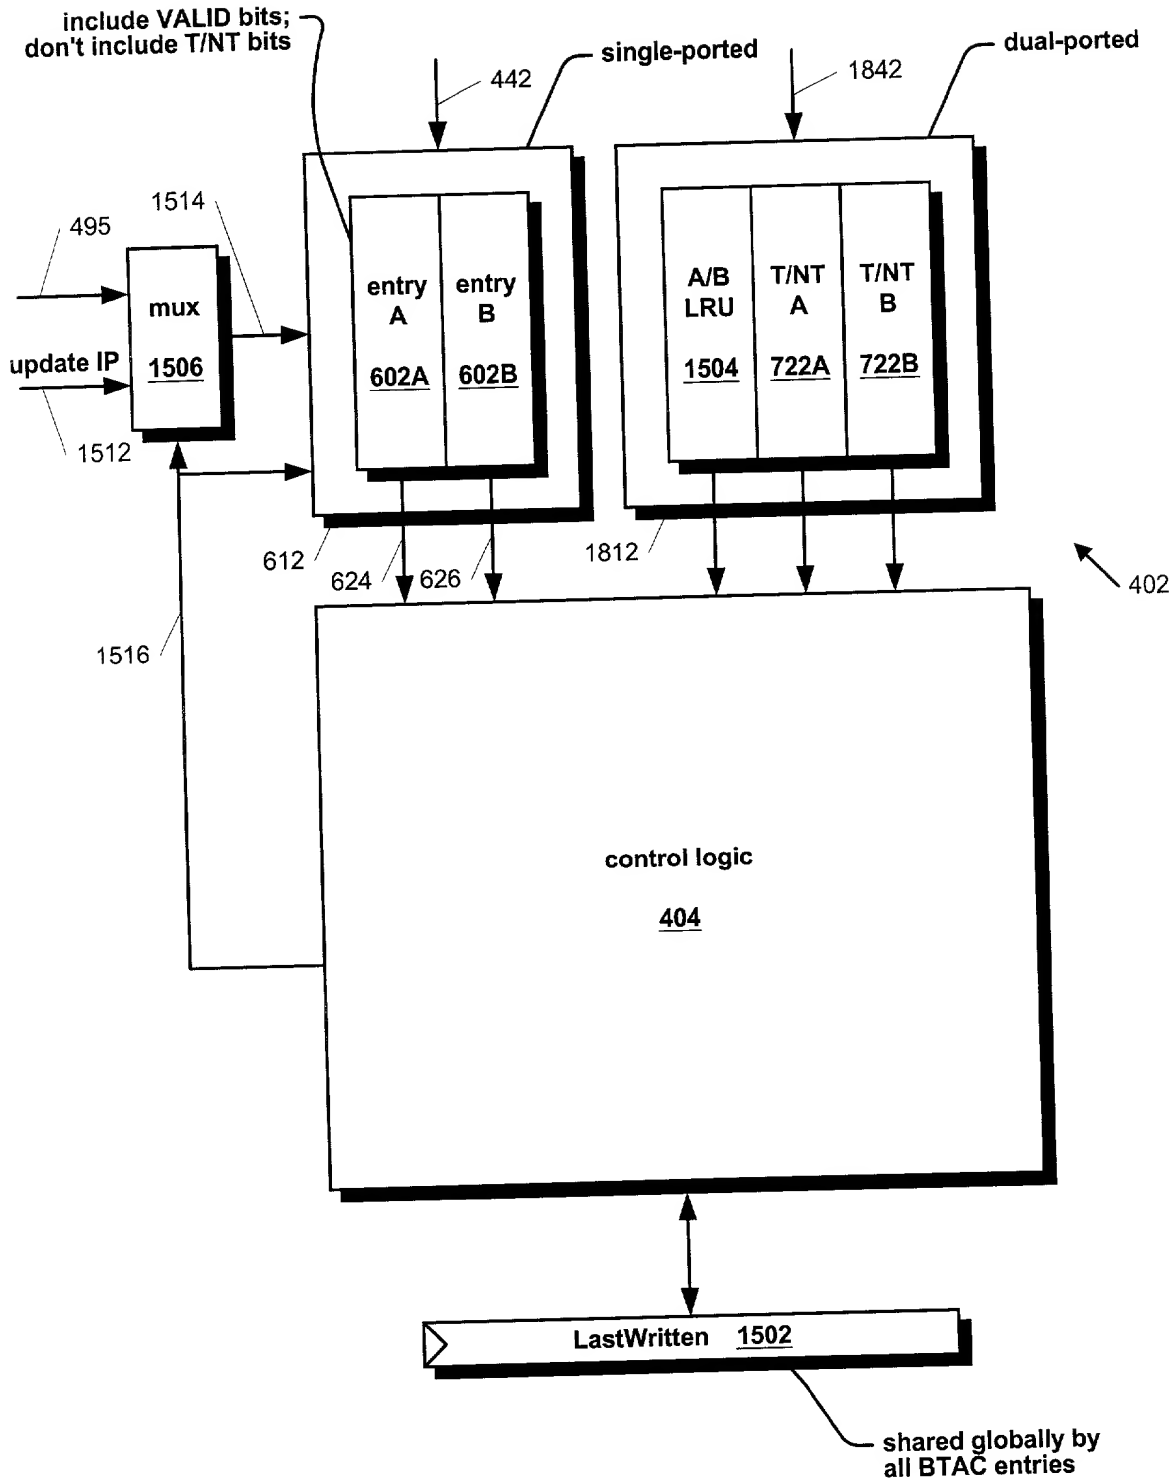 include VALID bits;
don't include T/NT bits
single-ported
dual-ported
442
1842
1514
495
mux
1506
update IP
1512
entry
A
602A
entry
B
602B
A/B
LRU
1504
T/NT
A
722A
T/NT
B
722B
612
624
626
1812
402
1516
control logic
404
LastWritten 1502
shared globally by
all BTAC entries